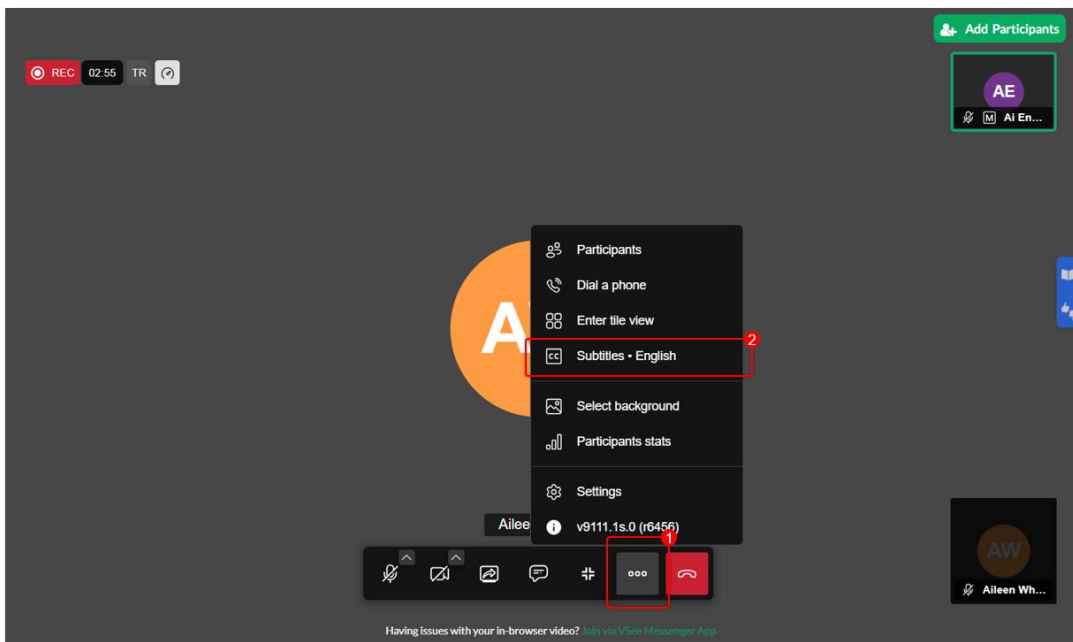 Add Participants
REC 02:55 TR
AE
M Ai En...
Participants
Dial a phone
Enter tile view
2
CC Subtitles • English
Select background
Participants stats
Settings
Ailee
v9111.1s.0 (r6456)
1
AW
Aileen Wh...
Having issues with your in-browser video? Join via VSee Messenger App